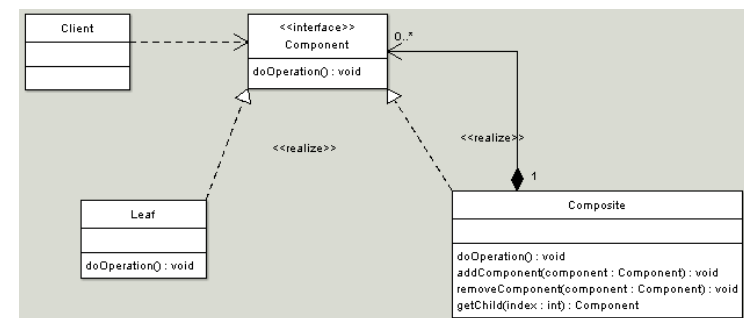 Client
<<interface>>
Component
doOperation() : void
0..*
<<realize>>
<<realize>>
1
Leaf
doOperation() : void
Composite
doOperation() : void
addComponent(component : Component) : void
removeComponent(component : Component) : void
getChild(index : int) : Component